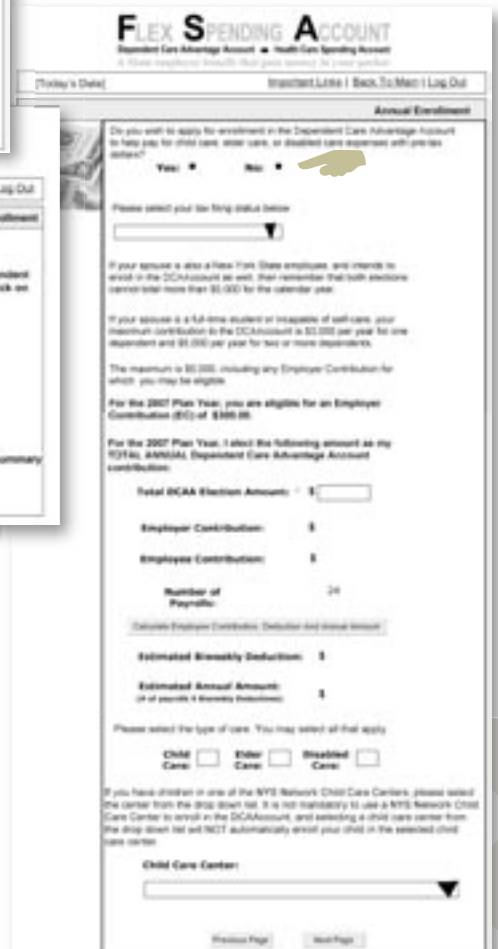 FLEX SPENDING ACCOUNT
Dependent Care Advantage Account Health Care Spending Account
A State employee benefit that puts money in your pocket
[Today's Date]
Important Links | Back To Main | Log Out
Annual Enrollment
Do you wish to apply for enrollment in the Dependent Care Advantage Account
to help pay for child care, elder care, or disabled care expenses with pre-tax
dollars?
Yes: No:
Please select your tax filing status below
If your spouse is also a New York State employee, and intends to
enroll in the DCAAccount as well, then remember that both elections
cannot total more than $5,000 for the calendar year.
If your spouse is a full-time student or incapable of self-care, your
maximum contribution to the DCAAccount is $3,000 per year for one
dependent and $5,000 per year for two or more dependents.
The maximum is $5,000, including any Employer Contribution for
which you may be eligible.
For the 2007 Plan Year, you are eligible for an Employer
Contribution (EC) of $300.00.
For the 2007 Plan Year, I elect the following amount as my
TOTAL ANNUAL Dependent Care Advantage Account
contribution:
Total DCAA Election Amount: $
Employer Contribution: $
Employee Contribution: $
Number of 24
Payrolls:
Calculate Employee Contribution, Deduction And Annual Amount
Estimated Biweekly Deduction: $
Estimated Annual Amount: $
(# of payrolls X Biweekly Deductions)
Please select the type of care. You may select all that apply.
Child Elder Disabled
Care: Care: Care:
If you have children in one of the NYS Network Child Care Centers, please select
the center from the drop down list. It is not mandatory to use a NYS Network Child
Care Center to enroll in the DCAAccount, and selecting a child care center from
the drop down list will NOT automatically enroll your child in the selected child
care center.
Child Care Center:
Previous Page Next Page
Log Out
ck on
ummary